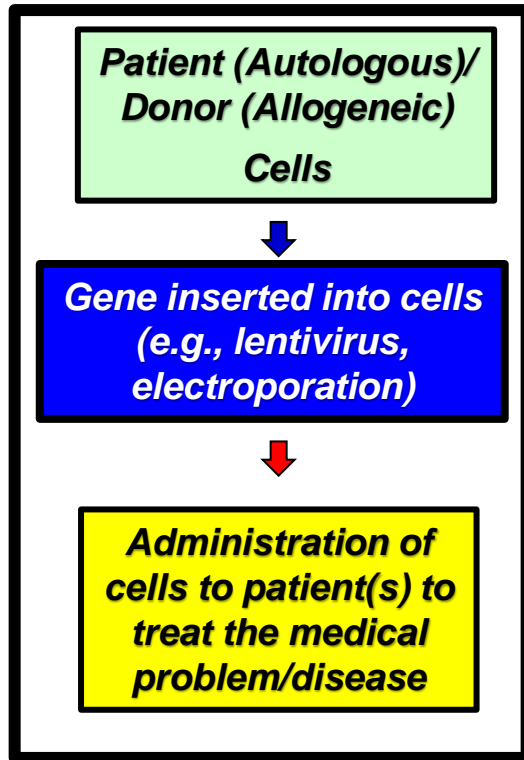 Patient (Autologous)/
Donor (Allogeneic)
Cells
Gene inserted into cells
(e.g., lentivirus,
electroporation)
Administration of
cells to patient(s) to
treat the medical
problem/disease